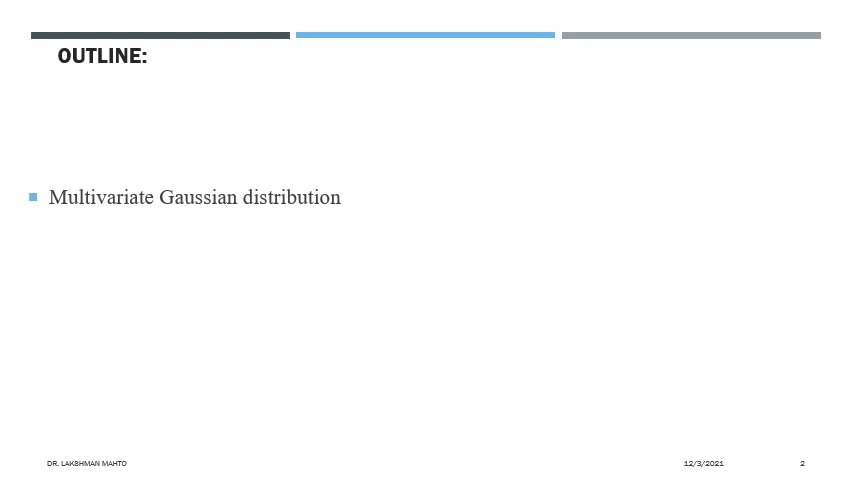 OUTLINE:
Multivariate Gaussian distribution
DR. LAKSHMAN MAHTO 12/3/2021 2